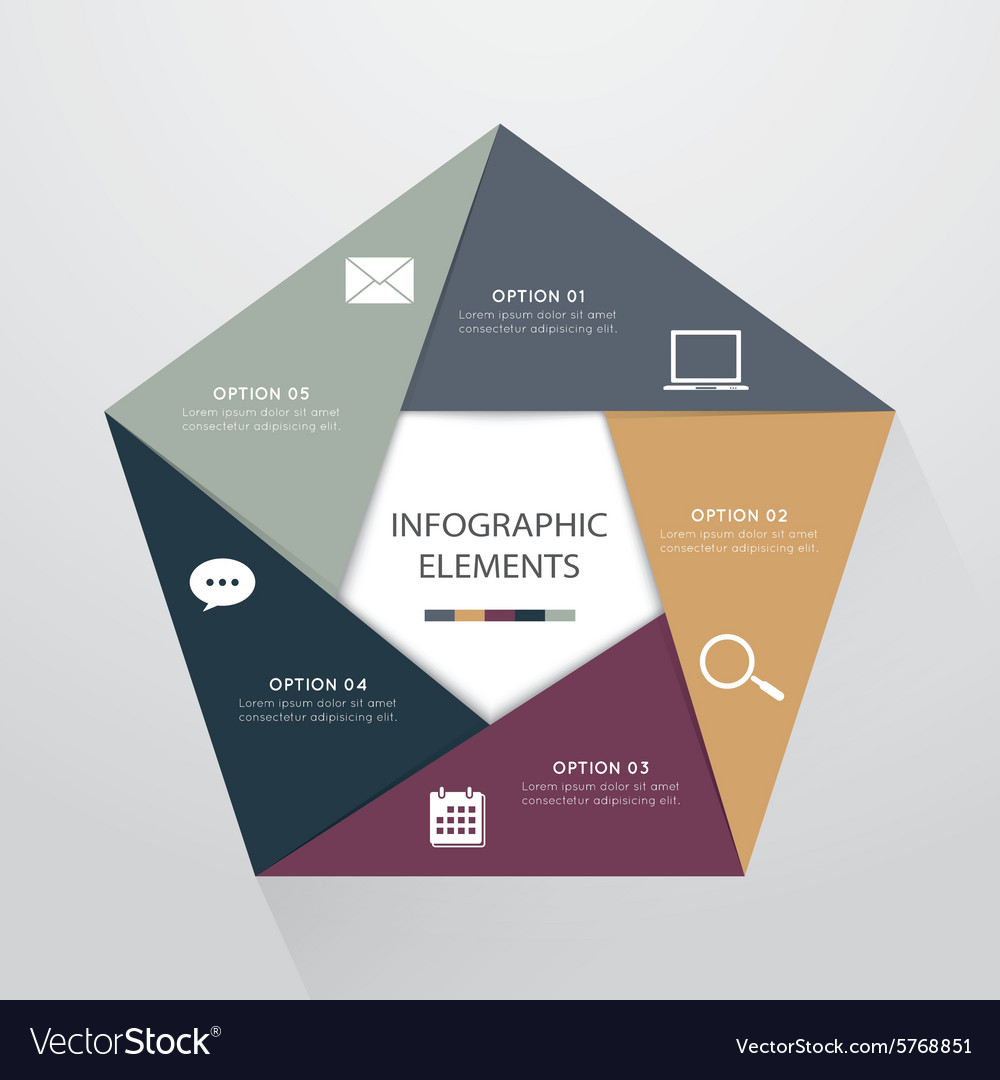 OPTION 01
Lorem ipsum dolor sit amet
consectetur adipisicing elit.
OPTION 05
Lorem ipsum dolor sit amet
consectetur adipisicing elit.
INFOGRAPHIC
ELEMENTS
OPTION 02
Lorem ipsum dolor sit amet
consectetur adipisicing elit.
OPTION 04
Lorem ipsum dolor sit amet
consectetur adipisicing elit.
OPTION 03
Lorem ipsum dolor sit amet
consectetur adipisicing elit.
VectorStock®
VectorStock.com/5768851